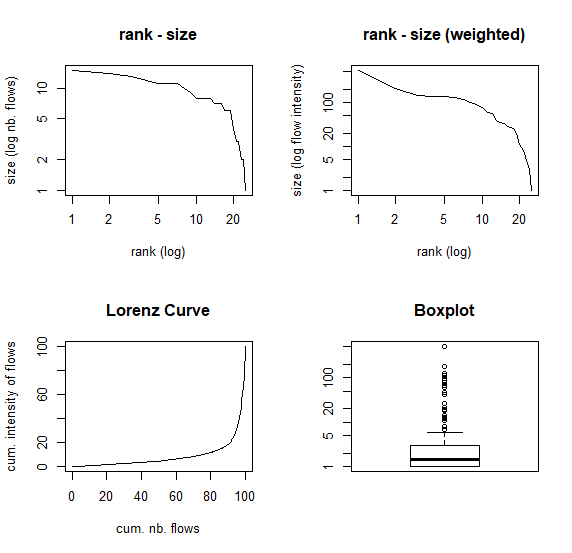 rank - size
size (log nb. flows)
10
5
2
1
1 2 5 10 20
rank (log)
rank - size (weighted)
size (log flow intensity)
100
20
5
1
1 2 5 10 20
rank (log)
Lorenz Curve
cum. intensity of flows
100
60
20
0
0 20 40 60 80 100
cum. nb. flows
Boxplot
100
20
5
1